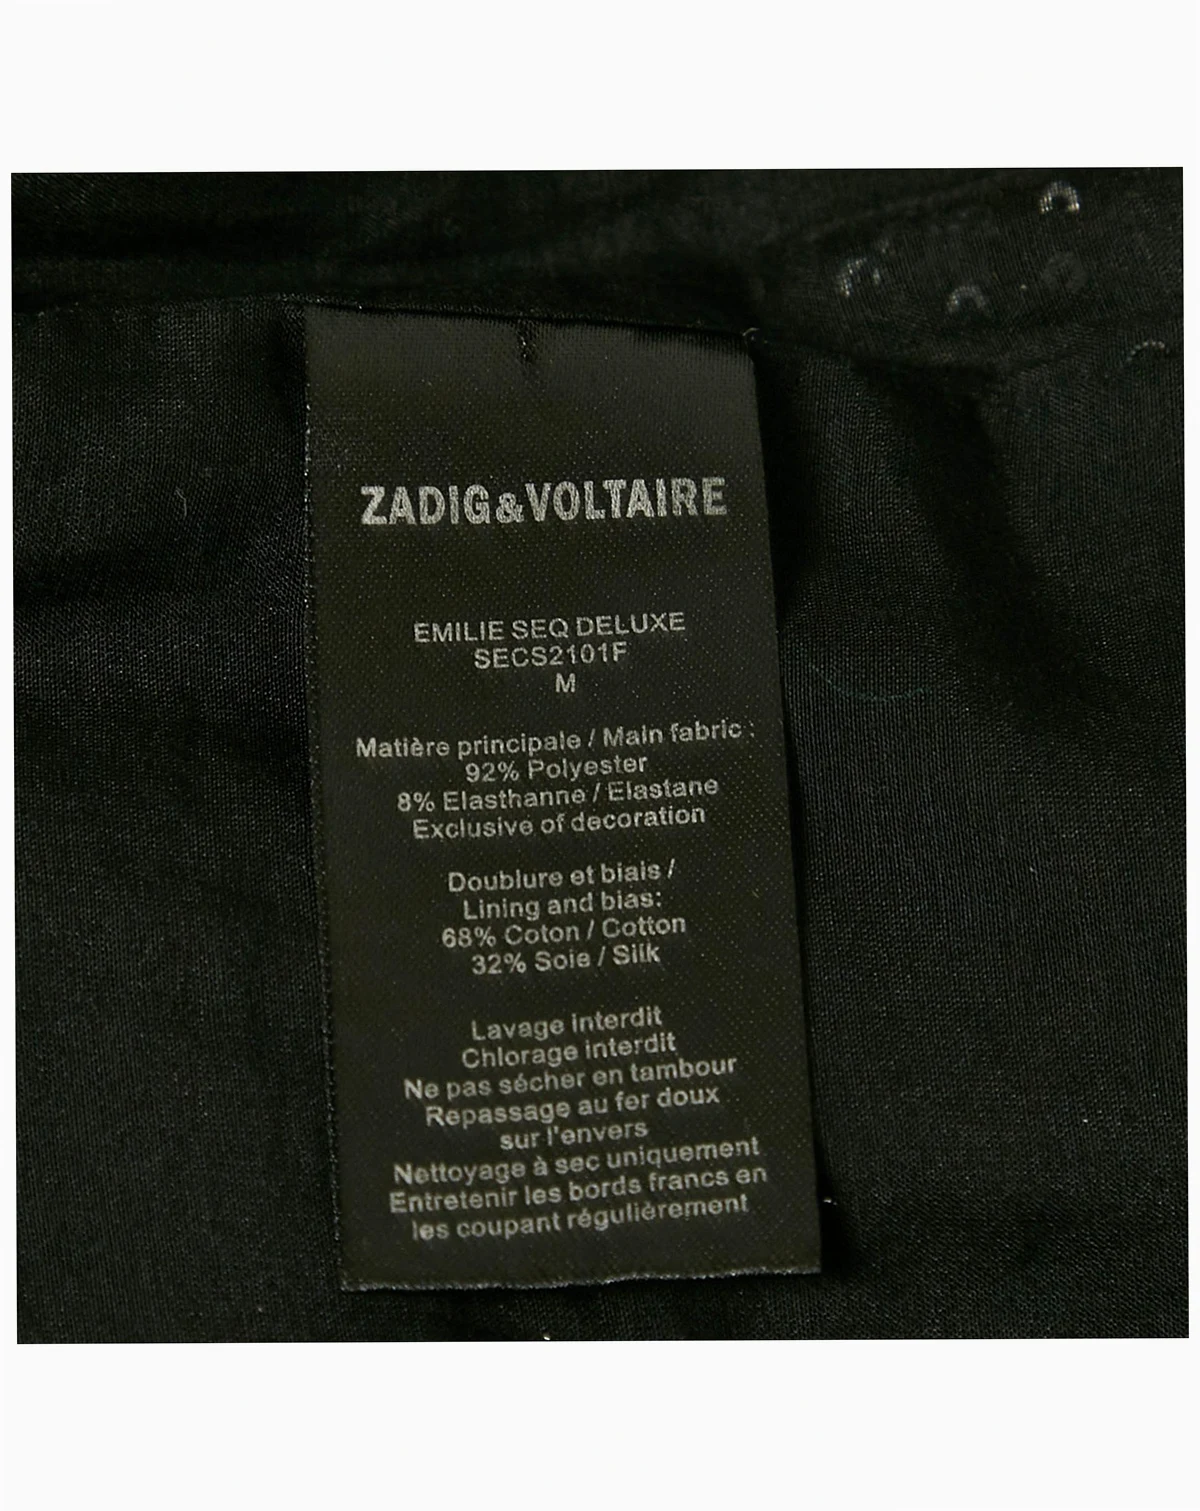 ZADIG&VOLTAIRE
EMILIE SEQ DELUXE
SECS2101F
M
Matière principale / Main fabric :
92% Polyester
8% Elasthanne / Elastane
Exclusive of decoration
Doublure et biais /
Lining and bias:
68% Coton / Cotton
32% Soie / Silk
Lavage interdit
Chlorage interdit
Ne pas sécher en tambour
Repassage au fer doux
sur l'envers
Nettoyage à sec uniquement
Entretenir les bords francs en
les coupant régulièrement